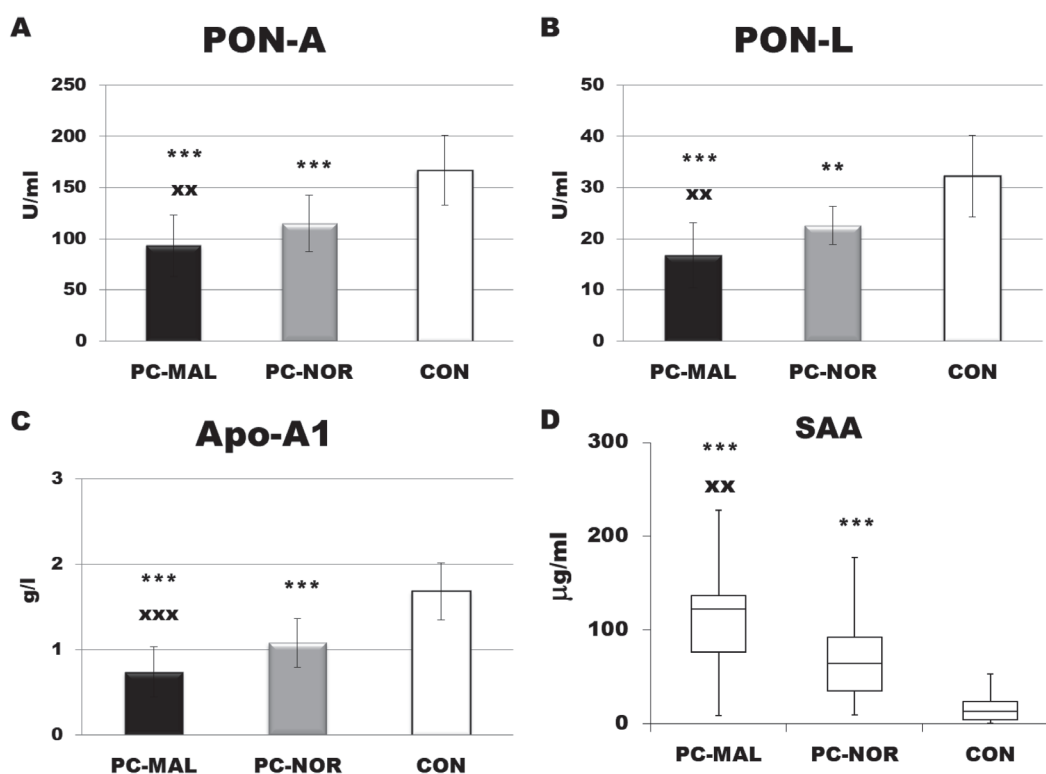 A
PON-A
250
200
150
100
50
0
U/ml
***
xx
***
PC-MAL PC-NOR CON
B
PON-L
50
40
30
20
10
0
U/ml
***
xx
**
PC-MAL PC-NOR CON
C
Apo-A1
3
2
1
0
g/l
***
xxx
***
PC-MAL PC-NOR CON
D
SAA
300
200
100
0
µg/ml
***
xx
***
PC-MAL PC-NOR CON